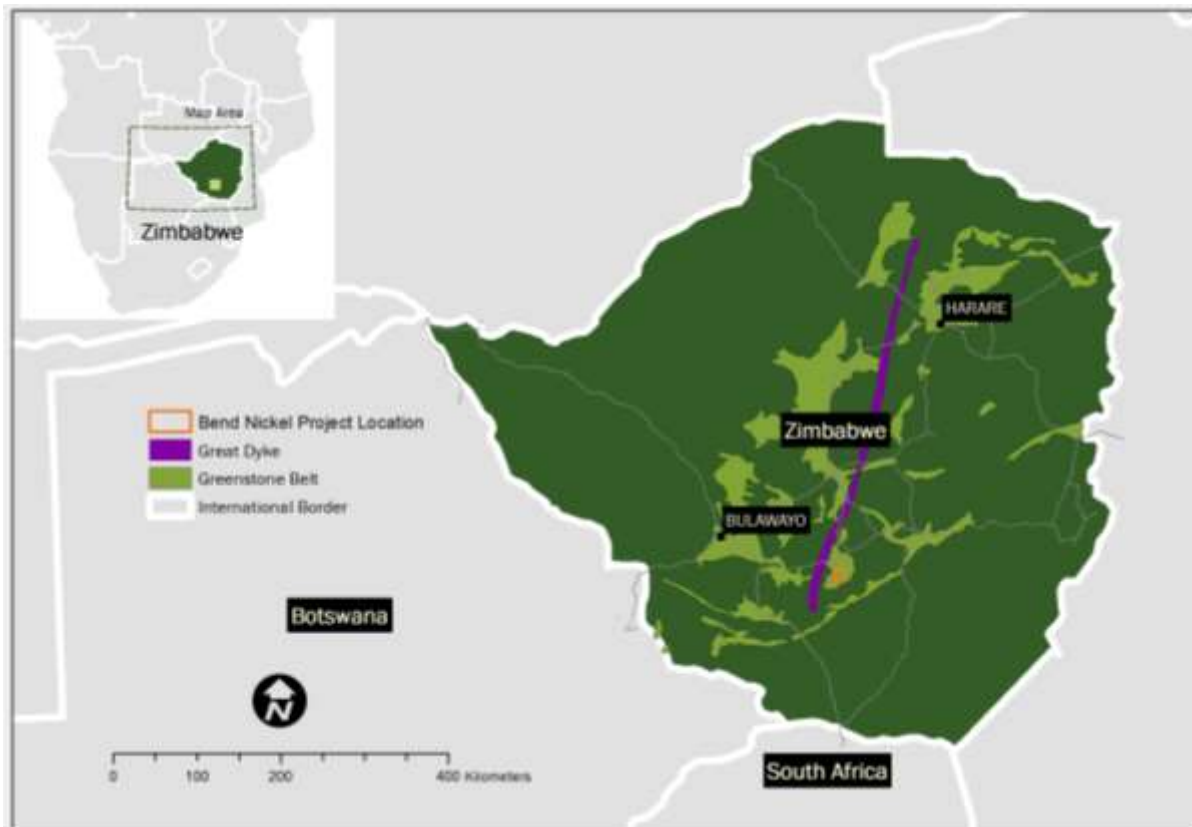 Map Area
Zimbabwe
HARARE
Zimbabwe
Bend Nickel Project Location
Great Dyke
Greenstone Belt
International Border
BULAWAYO
Botswana
N
0 100 200 400 Kilometers
South Africa